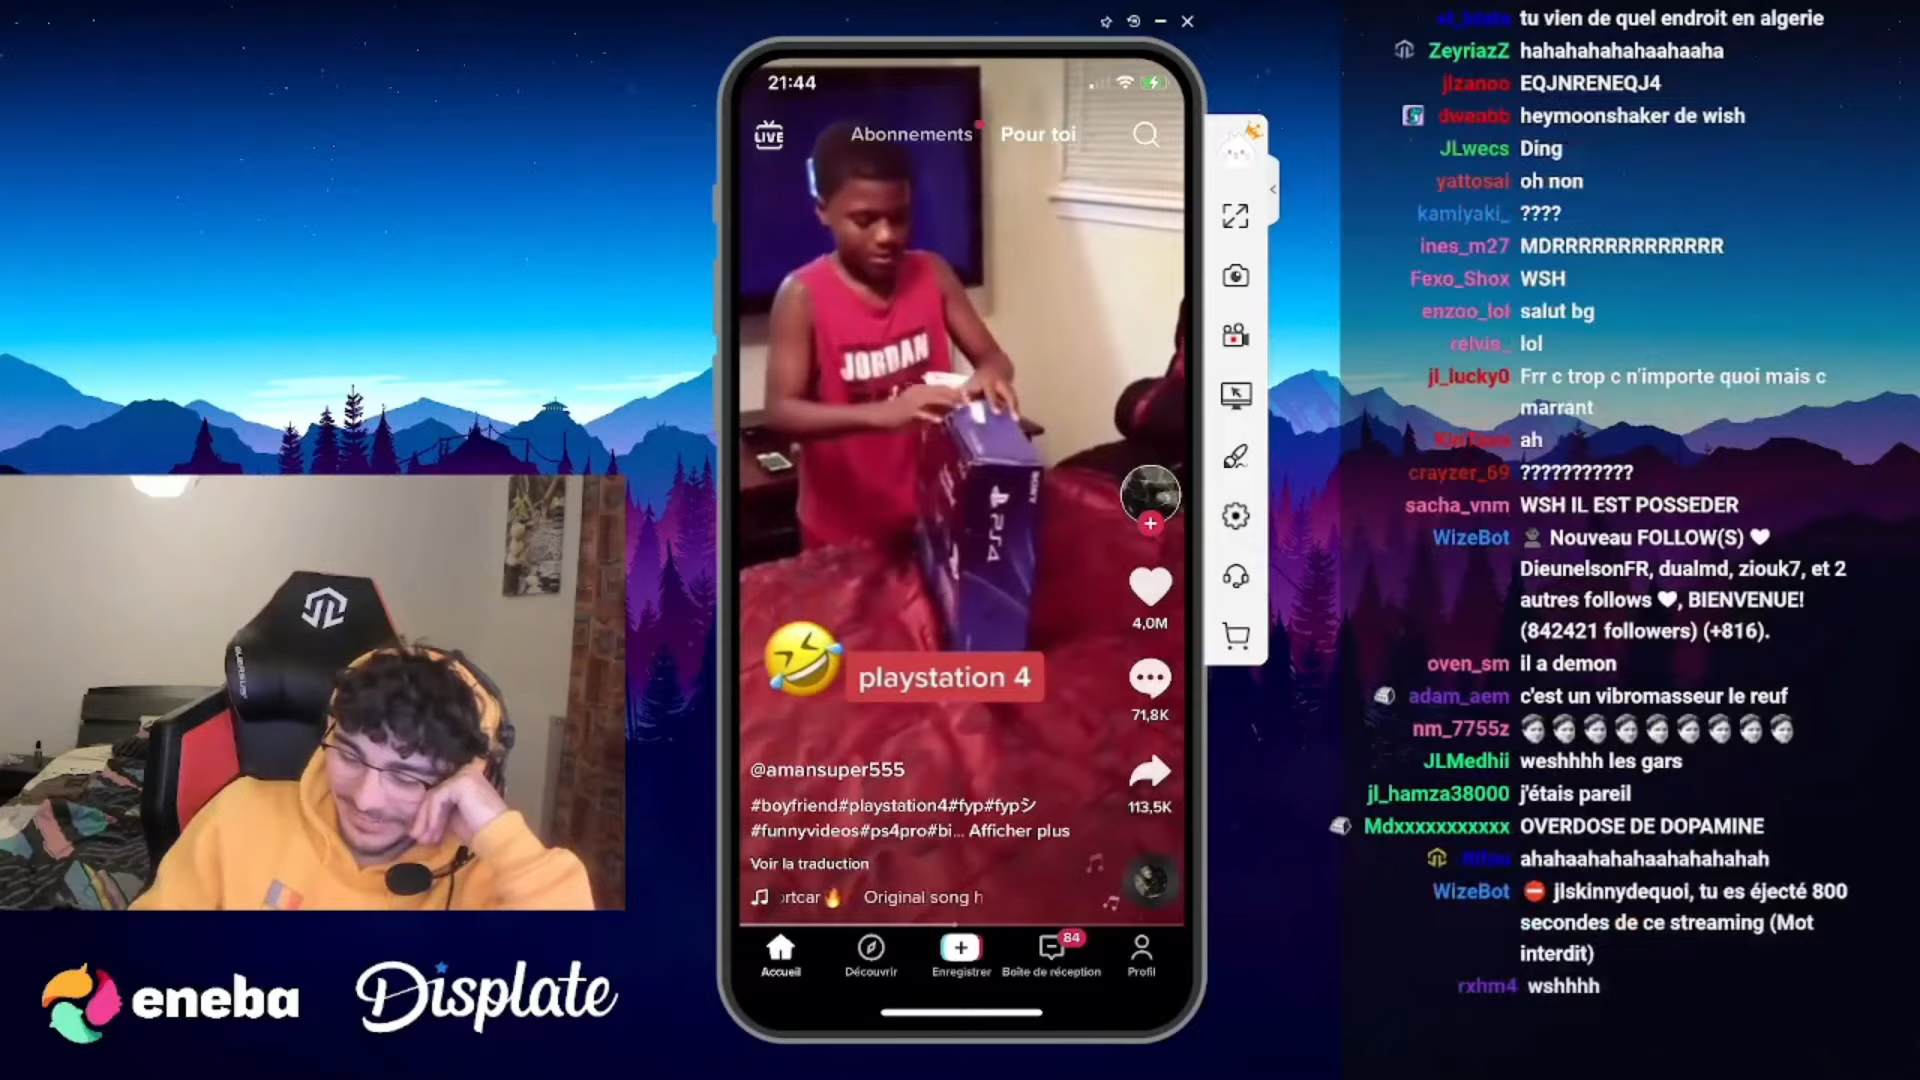 21:44
LIVE
Abonnements
Pour toi
JORDAN
SONY
PS4
4,0M
playstation 4
71,8K
@amansuper555
113,5K
#boyfriend#playstation4#fyp#fypシ
#funnyvideos#ps4pro#bi... Afficher plus
Voir la traduction
ortcar🔥 Original song h
84
Accueil
Découvrir
Enregistrer
Boîte de réception
Profil
eneba
Displate
tu vien de quel endroit en algerie
ZeyriazZ hahahahahahaahaaha
jlzanoo EQJNRENEQJ4
dwenbb heymoonshaker de wish
JLwecs Ding
yattosai oh non
kamlyaki_ ????
ines_m27 MDRRRRRRRRRRRRR
Fexo_Shox WSH
enzoo_lol salut bg
relvis_ lol
jl_lucky0 Frr c trop c n'importe quoi mais c
marrant
ah
crayzer_69 ???????????
sacha_vnm WSH IL EST POSSEDER
WizeBot Nouveau FOLLOW(S) ♥
DieunelsonFR, dualmd, ziouk7, et 2
autres follows ♥, BIENVENUE!
(842421 followers) (+816).
oven_sm il a demon
adam_aem c'est un vibromasseur le reuf
nm_7755z
JLMedhii weshhhh les gars
jl_hamza38000 j'étais pareil
Mdxxxxxxxxxxx OVERDOSE DE DOPAMINE
ahahaahahahaahahahahah
WizeBot ⛔ jlskinnydequoi, tu es éjecté 800
secondes de ce streaming (Mot
interdit)
rxhm4 wshhhh